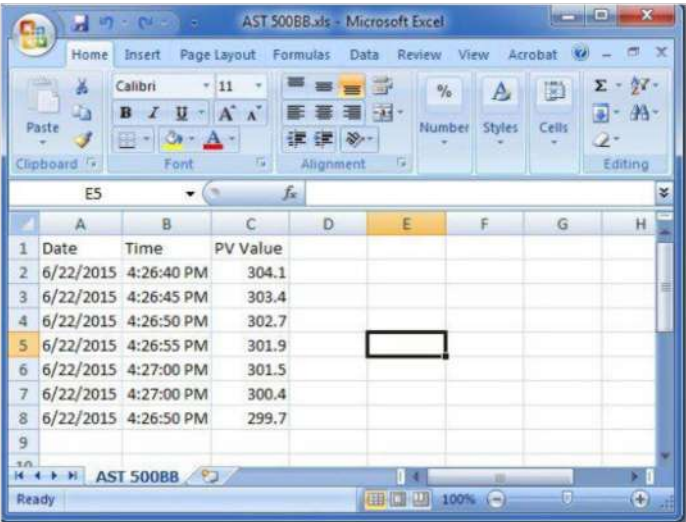 AST 500BB.xls - Microsoft Excel
Home Insert Page Layout Formulas Data Review View Acrobat
Calibri 11
Paste
B I U A A
A
%
Number
A
Styles
Cells
Σ
Clipboard Font Alignment Editing
E5 fx
A B C D E F G H
1 Date Time PV Value
2 6/22/2015 4:26:40 PM 304.1
3 6/22/2015 4:26:45 PM 303.4
4 6/22/2015 4:26:50 PM 302.7
5 6/22/2015 4:26:55 PM 301.9
6 6/22/2015 4:27:00 PM 301.5
7 6/22/2015 4:27:00 PM 300.4
8 6/22/2015 4:26:50 PM 299.7
9
10
AST 500BB
Ready 100%